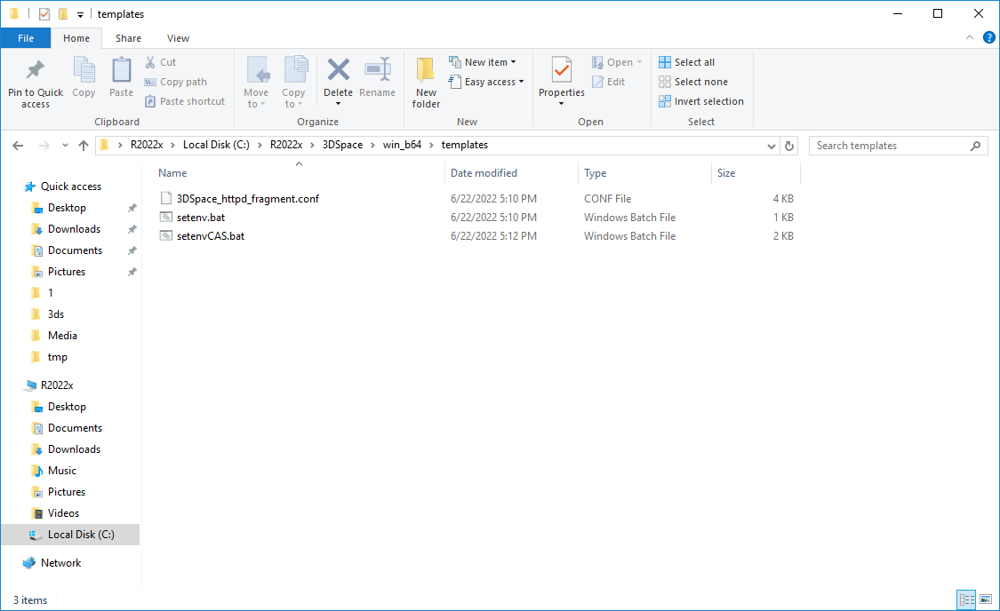 templates
File Home Share View
Pin to Quick access
Copy
Paste
Cut
Copy path
Paste shortcut
Clipboard
Move to
Copy to
Delete
Rename
Organize
New folder
New item
Easy access
New
Properties
Open
Edit
Open
Select all
Select none
Invert selection
Select
R2022x > Local Disk (C:) > R2022x > 3DSpace > win_b64 > templates
Search templates
Name Date modified Type Size
3DSpace_httpd_fragment.conf 6/22/2022 5:10 PM CONF File 4 KB
setenv.bat 6/22/2022 5:10 PM Windows Batch File 1 KB
setenvCAS.bat 6/22/2022 5:12 PM Windows Batch File 2 KB
Quick access
Desktop
Downloads
Documents
Pictures
1
3ds
Media
tmp
R2022x
Desktop
Documents
Downloads
Music
Pictures
Videos
Local Disk (C:)
Network
3 items